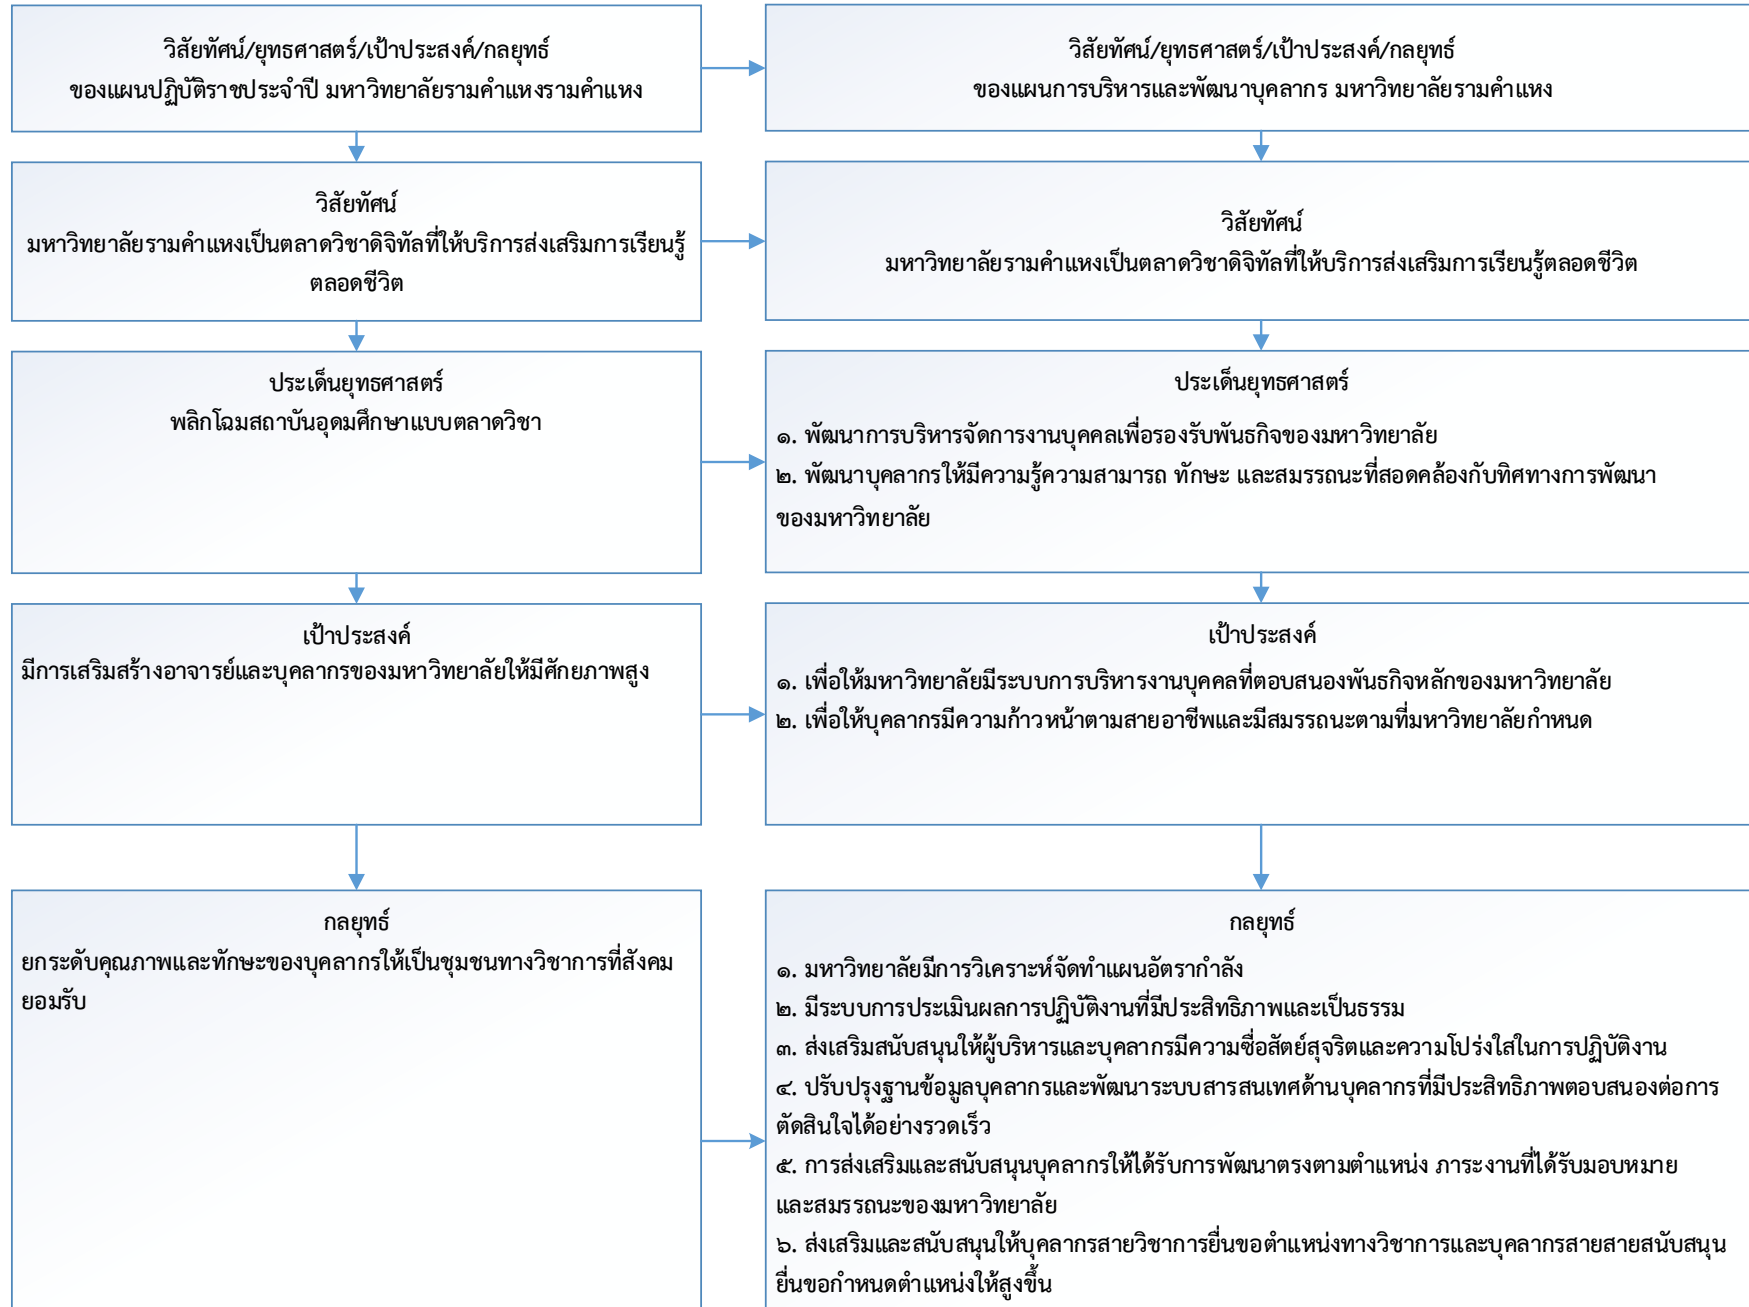 วิสัยทัศน์/ยุทธศาสตร์/เป้าประสงค์/กลยุทธ์
ของแผนปฏิบัติราชประจำปี มหาวิทยาลัยรามคำแหงรามคำแหง
วิสัยทัศน์/ยุทธศาสตร์/เป้าประสงค์/กลยุทธ์
ของแผนการบริหารและพัฒนาบุคลากร มหาวิทยาลัยรามคำแหง
วิสัยทัศน์
มหาวิทยาลัยรามคำแหงเป็นตลาดวิชาดิจิทัลที่ให้บริการส่งเสริมการเรียนรู้
ตลอดชีวิต
วิสัยทัศน์
มหาวิทยาลัยรามคำแหงเป็นตลาดวิชาดิจิทัลที่ให้บริการส่งเสริมการเรียนรู้ตลอดชีวิต
ประเด็นยุทธศาสตร์
พลิกโฉมสถาบันอุดมศึกษาแบบตลาดวิชา
ประเด็นยุทธศาสตร์
๑. พัฒนาการบริหารจัดการงานบุคคลเพื่อรองรับพันธกิจของมหาวิทยาลัย
๒. พัฒนาบุคลากรให้มีความรู้ความสามารถ ทักษะ และสมรรถนะที่สอดคล้องกับทิศทางการพัฒนา
ของมหาวิทยาลัย
เป้าประสงค์
มีการเสริมสร้างอาจารย์และบุคลากรของมหาวิทยาลัยให้มีศักยภาพสูง
เป้าประสงค์
๑. เพื่อให้มหาวิทยาลัยมีระบบการบริหารงานบุคคลที่ตอบสนองพันธกิจหลักของมหาวิทยาลัย
๒. เพื่อให้บุคลากรมีความก้าวหน้าตามสายอาชีพและมีสมรรถนะตามที่มหาวิทยาลัยกำหนด
กลยุทธ์
ยกระดับคุณภาพและทักษะของบุคลากรให้เป็นชุมชนทางวิชาการที่สังคม
ยอมรับ
กลยุทธ์
๑. มหาวิทยาลัยมีการวิเคราะห์จัดทำแผนอัตรากำลัง
๒. มีระบบการประเมินผลการปฏิบัติงานที่มีประสิทธิภาพและเป็นธรรม
๓. ส่งเสริมสนับสนุนให้ผู้บริหารและบุคลากรมีความซื่อสัตย์สุจริตและความโปร่งใสในการปฏิบัติงาน
๔. ปรับปรุงฐานข้อมูลบุคลากรและพัฒนาระบบสารสนเทศด้านบุคลากรที่มีประสิทธิภาพตอบสนองต่อการ
ตัดสินใจได้อย่างรวดเร็ว
๕. การส่งเสริมและสนับสนุนบุคลากรให้ได้รับการพัฒนาตรงตามตำแหน่ง ภาระงานที่ได้รับมอบหมาย
และสมรรถนะของมหาวิทยาลัย
๖. ส่งเสริมและสนับสนุนให้บุคลากรสายวิชาการยื่นขอตำแหน่งทางวิชาการและบุคลากรสายสายสนับสนุน
ยื่นขอกำหนดตำแหน่งให้สูงขึ้น